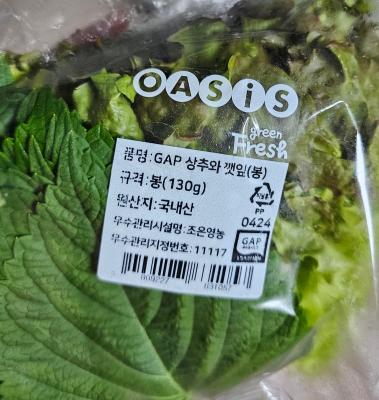 OASIS
green
Fresh
품명:GAP 상추와 깻잎(봉)
규격:봉(130g)
원산지:국내산
PP
0424
우수관리시설명:조은영농
GAP
우수관리지정번호:11117